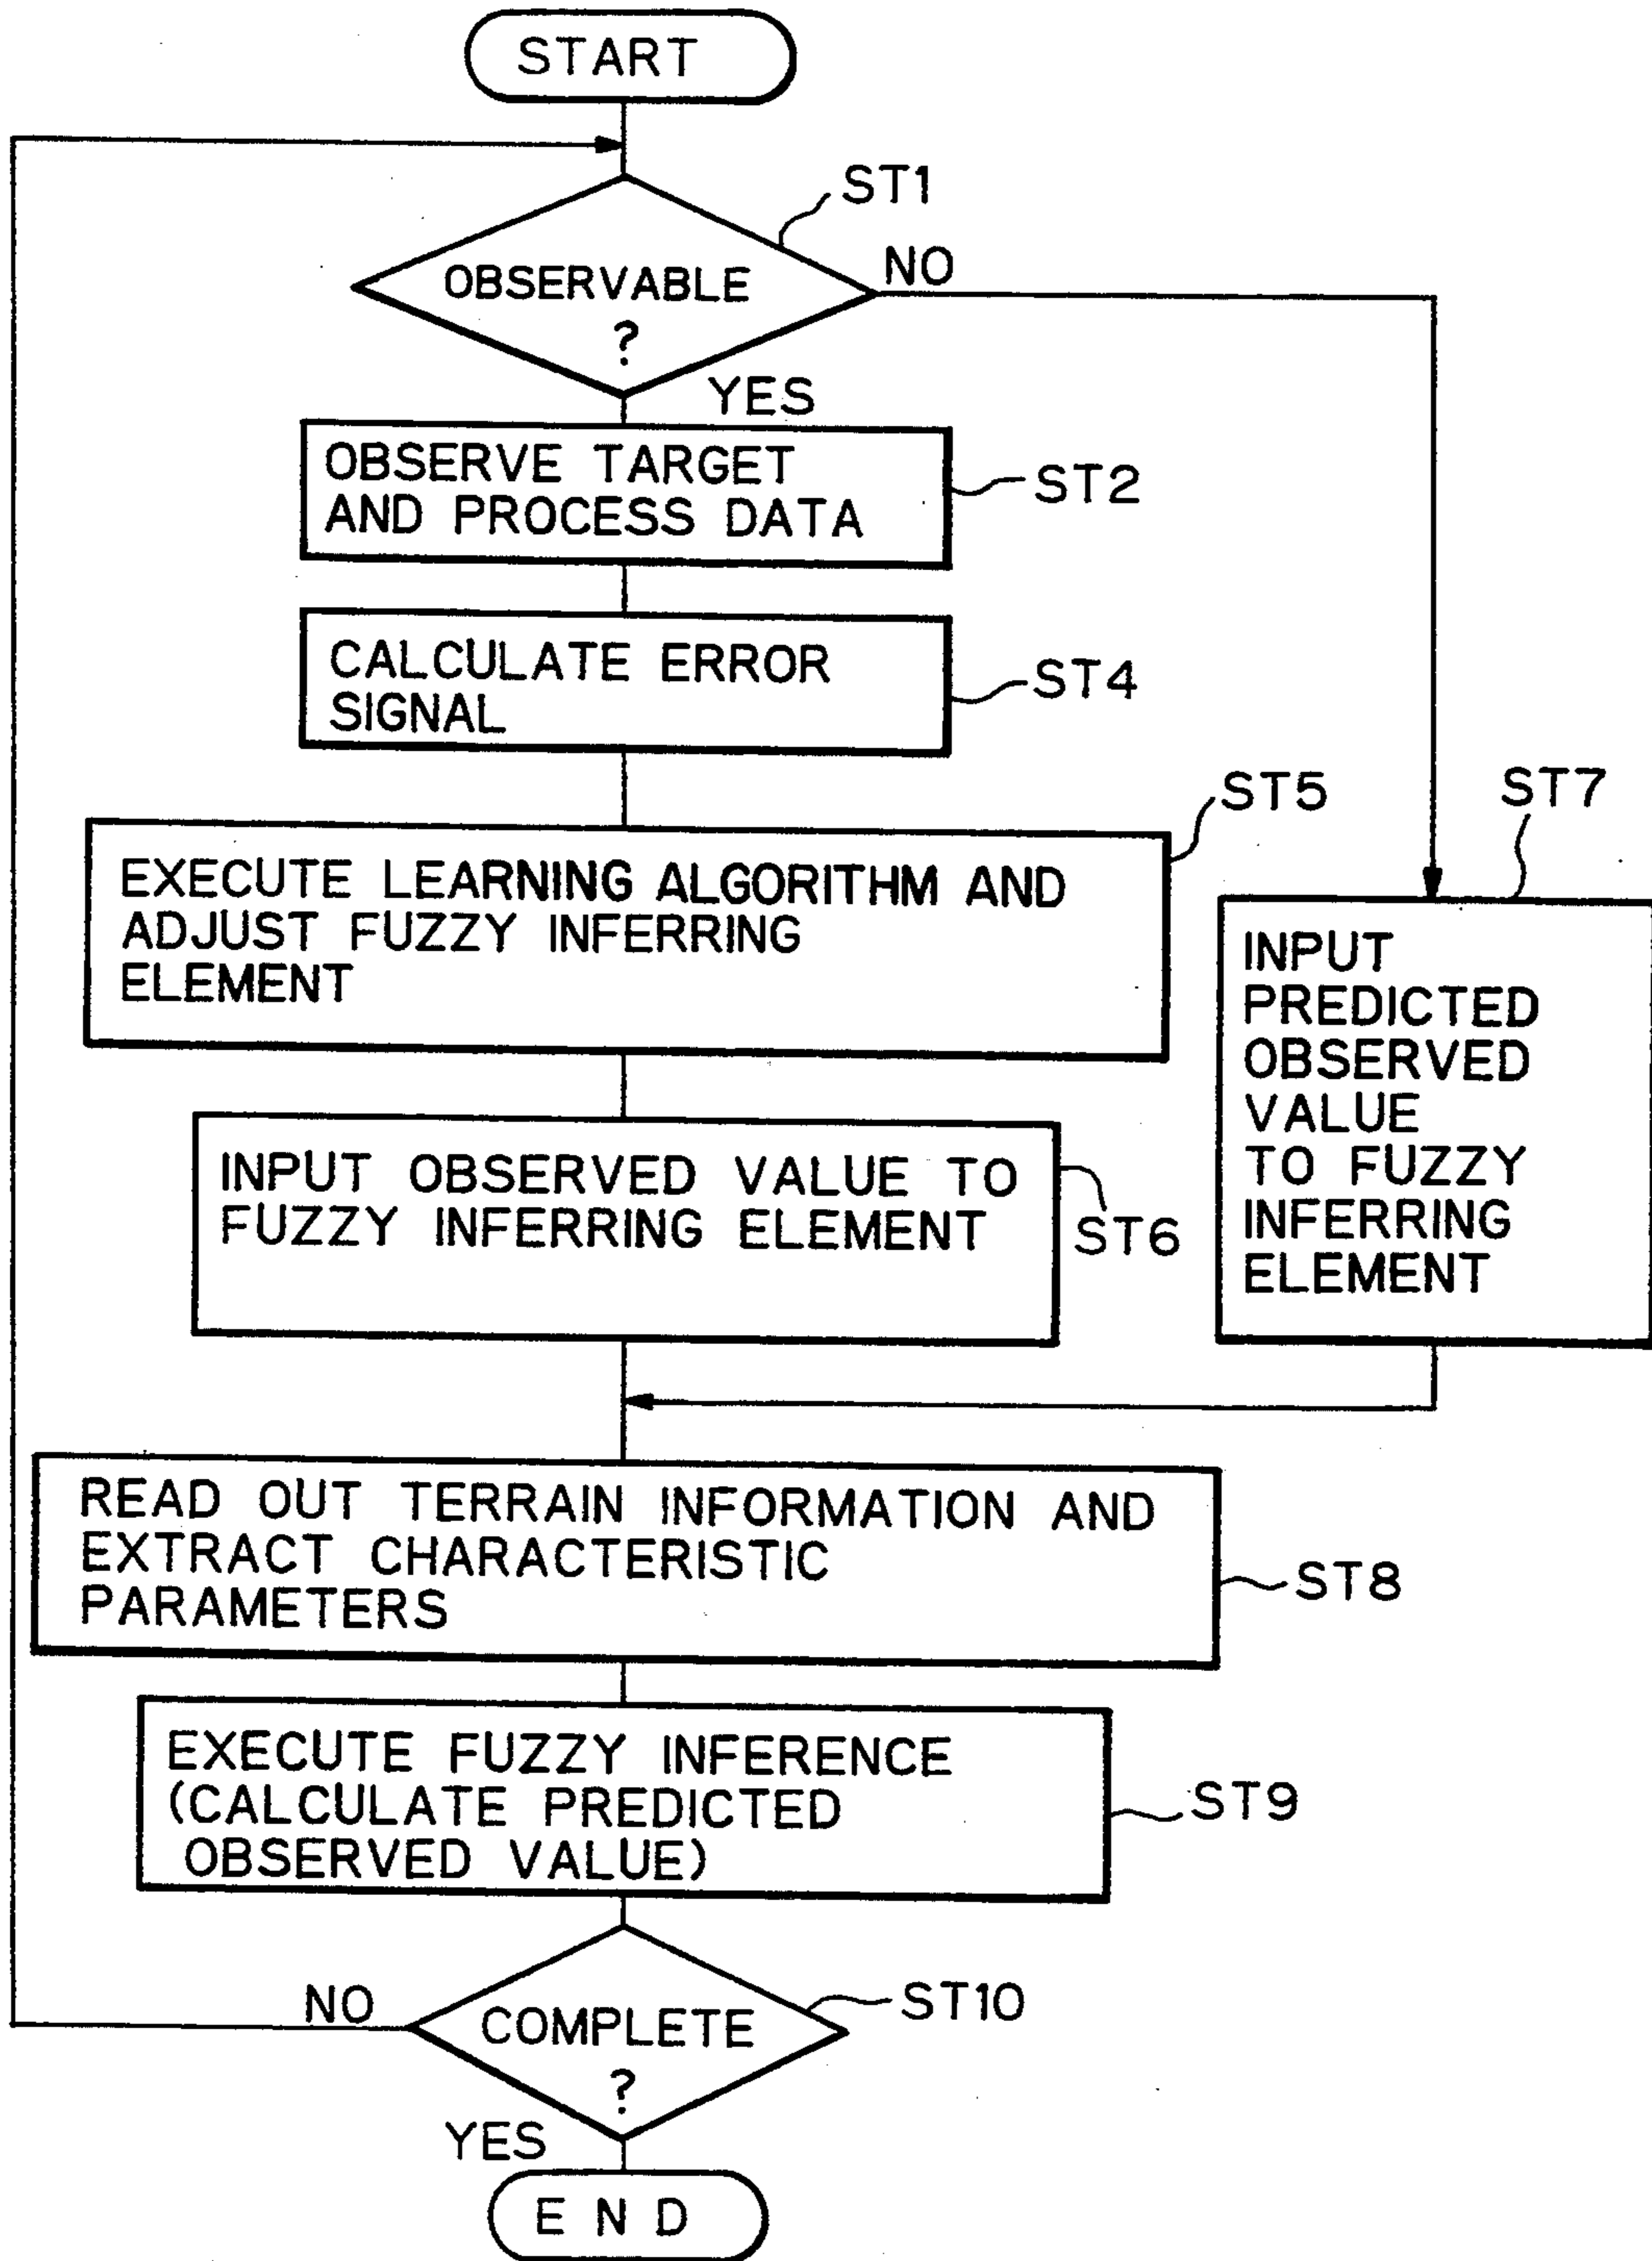 START
ST1
OBSERVABLE
?
NO
YES
OBSERVE TARGET
AND PROCESS DATA
ST2
CALCULATE ERROR
SIGNAL
ST4
EXECUTE LEARNING ALGORITHM AND
ADJUST FUZZY INFERRING
ELEMENT
ST5
ST7
INPUT
PREDICTED
OBSERVED
VALUE
TO FUZZY
INFERRING
ELEMENT
INPUT OBSERVED VALUE TO
FUZZY INFERRING ELEMENT
ST6
READ OUT TERRAIN INFORMATION AND
EXTRACT CHARACTERISTIC
PARAMETERS
ST8
EXECUTE FUZZY INFERENCE
(CALCULATE PREDICTED
OBSERVED VALUE)
ST9
NO
COMPLETE
?
ST10
YES
END